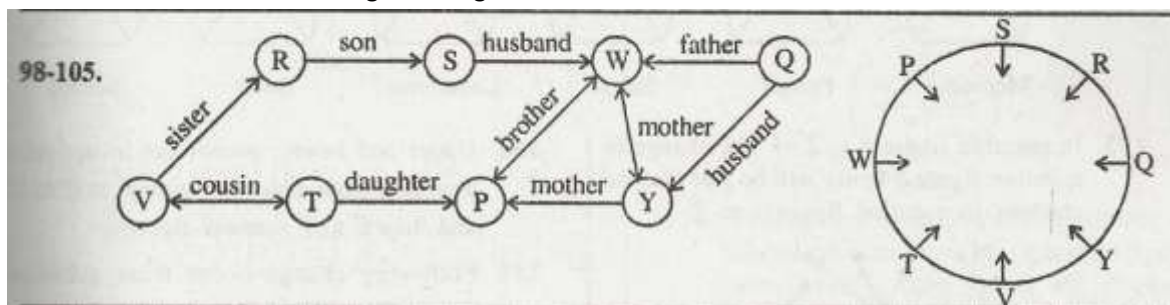 98-105.
R son S husband W father Q
sister brother mother husband
V cousin T daughter P mother Y
S
P R
W Q
T Y
V